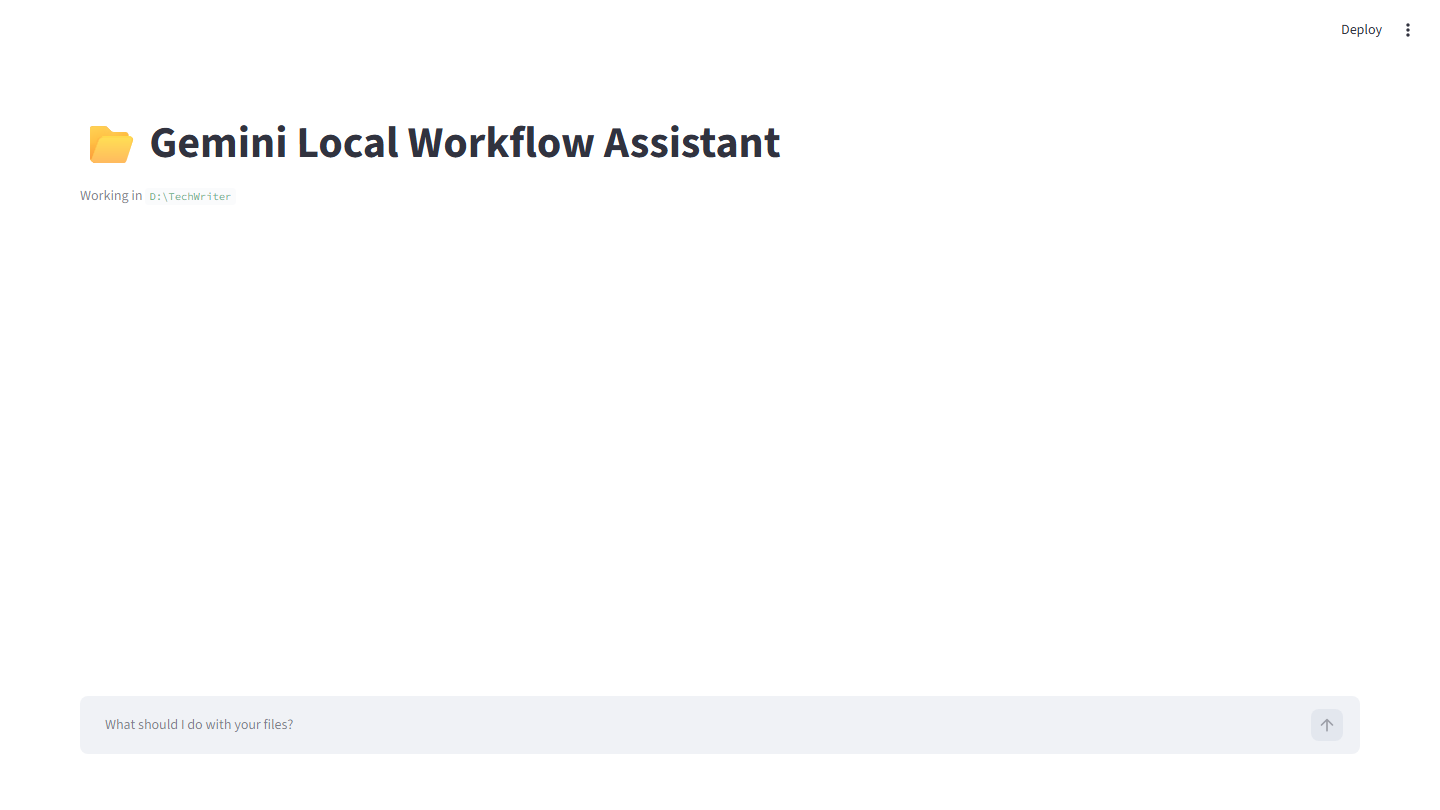 Deploy
Gemini Local Workflow Assistant
Working in D:\TechWriter
What should I do with your files?